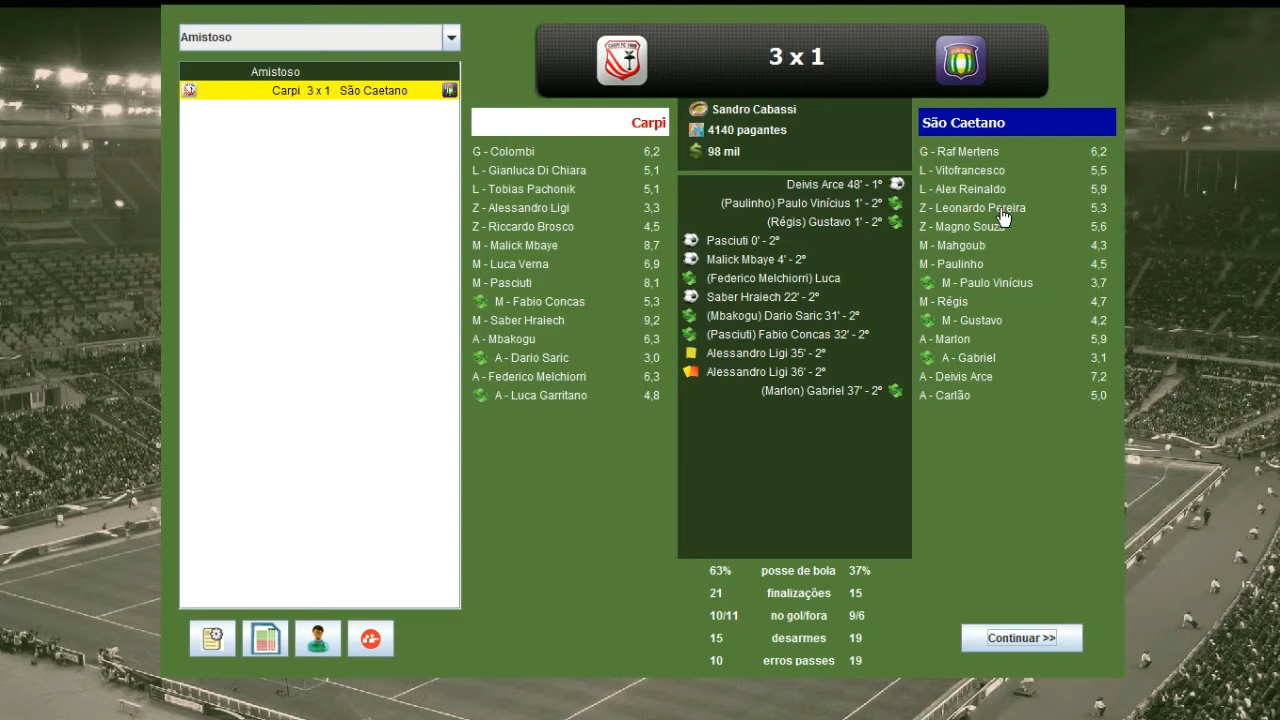 Amistoso
Amistoso
Carpi 3 x 1 São Caetano
CARPI FC 1909
3 x 1
Carpi
G - Colombi 6,2
L - Gianluca Di Chiara 5,1
L - Tobias Pachonik 5,1
Z - Alessandro Ligi 3,3
Z - Riccardo Brosco 4,5
M - Malick Mbaye 8,7
M - Luca Verna 6,9
M - Pasciuti 8,1
M - Fabio Concas 5,3
M - Saber Hraiech 9,2
A - Mbakogu 6,3
A - Dario Saric 3,0
A - Federico Melchiorri 6,3
A - Luca Garritano 4,8
Sandro Cabassi
4140 pagantes
98 mil
Deivis Arce 48' - 1º
(Paulinho) Paulo Vinícius 1' - 2º
(Régis) Gustavo 1' - 2º
Pasciuti 0' - 2º
Malick Mbaye 4' - 2º
(Federico Melchiorri) Luca
Saber Hraiech 22' - 2º
(Mbakogu) Dario Saric 31' - 2º
(Pasciuti) Fabio Concas 32' - 2º
Alessandro Ligi 35' - 2º
Alessandro Ligi 36' - 2º
(Marlon) Gabriel 37' - 2º
63% posse de bola 37%
21 finalizações 15
10/11 no gol/fora 9/6
15 desarmes 19
10 erros passes 19
São Caetano
G - Raf Mertens 6,2
L - Vitofrancesco 5,5
L - Alex Reinaldo 5,9
Z - Leonardo Pereira 5,3
Z - Magno Souza 5,6
M - Mahgoub 4,3
M - Paulinho 4,5
M - Paulo Vinícius 3,7
M - Régis 4,7
M - Gustavo 4,2
A - Marlon 5,9
A - Gabriel 3,1
A - Deivis Arce 7,2
A - Carlão 5,0
Continuar >>